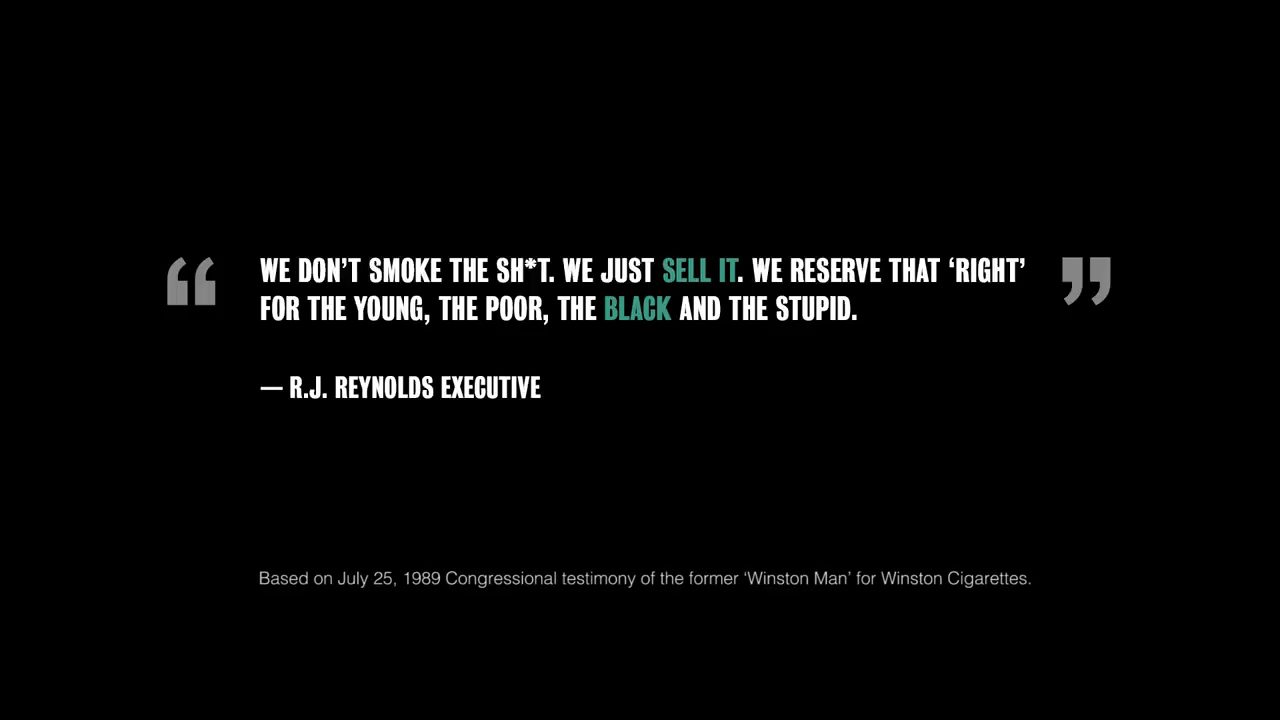 “ WE DON’T SMOKE THE SH*T. WE JUST SELL IT. WE RESERVE THAT ‘RIGHT’ ”
FOR THE YOUNG, THE POOR, THE BLACK AND THE STUPID.
— R.J. REYNOLDS EXECUTIVE
Based on July 25, 1989 Congressional testimony of the former ‘Winston Man’ for Winston Cigarettes.